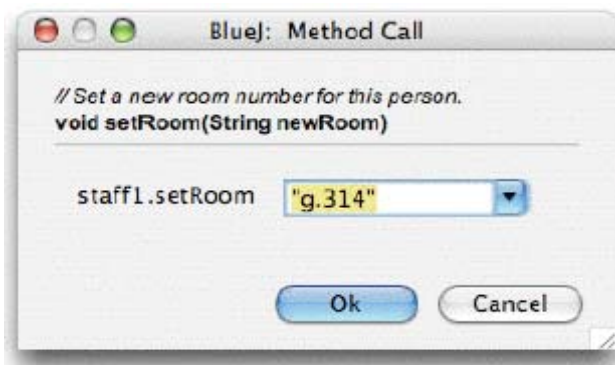 BlueJ: Method Call
// Set a new room number for this person.
void setRoom(String newRoom)
staff1.setRoom "g.314"
Ok Cancel